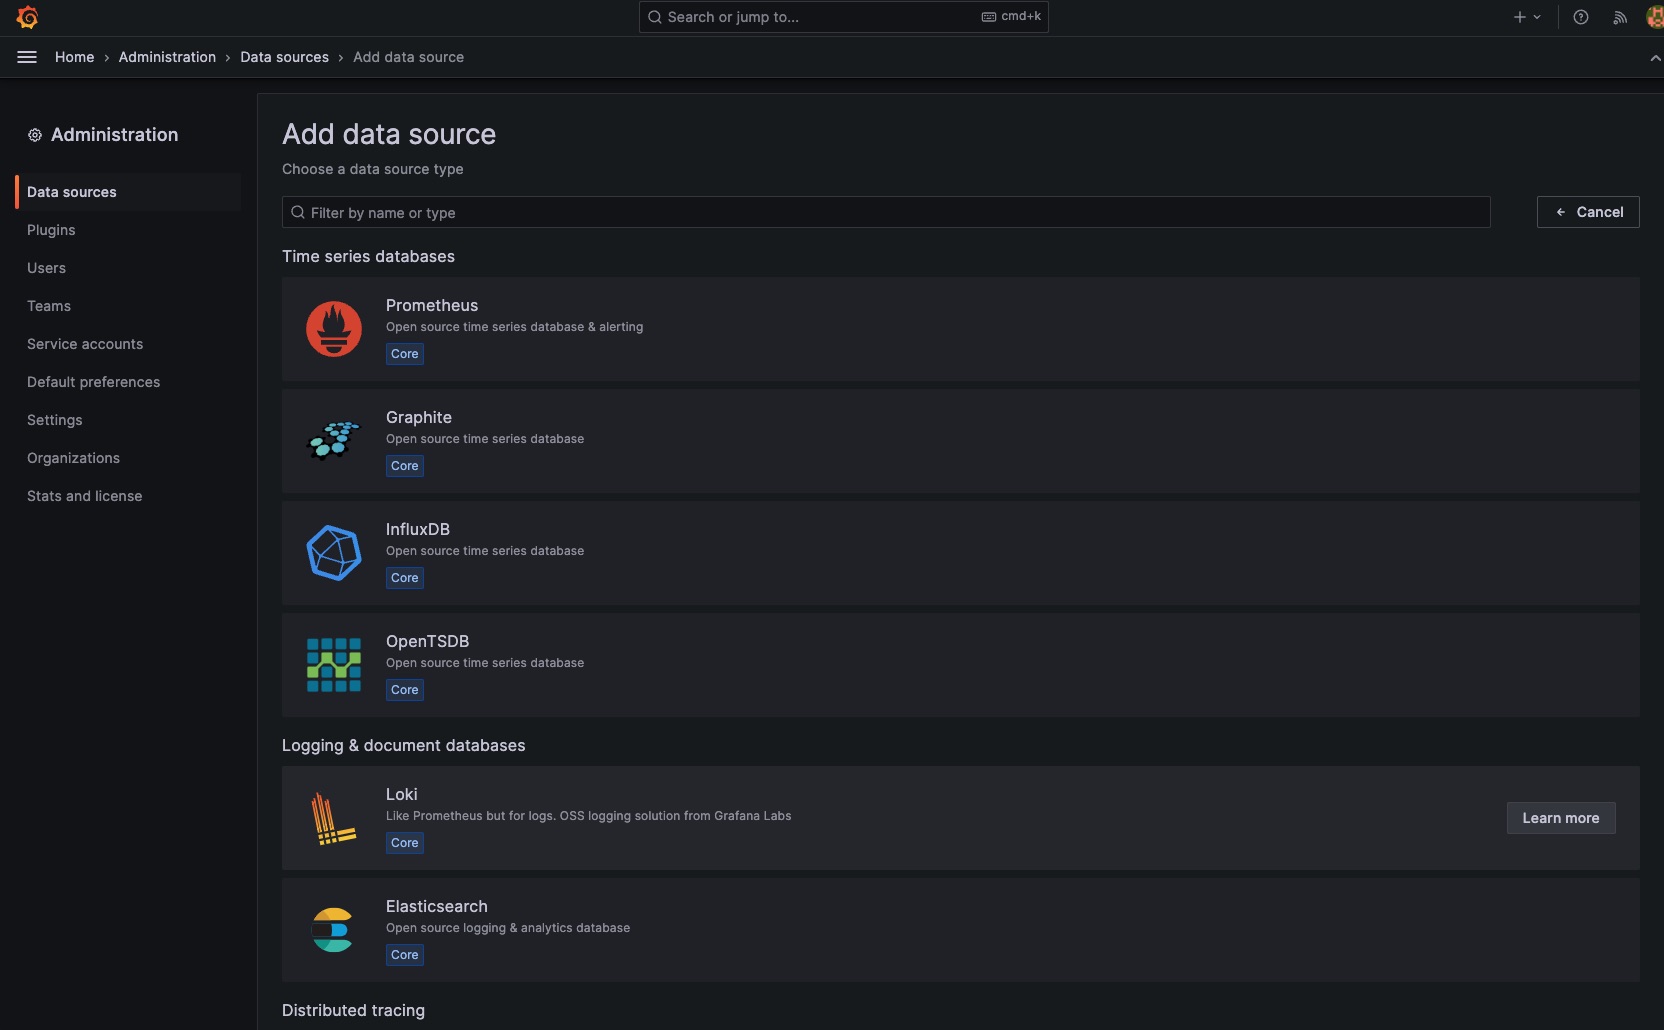 Search or jump to...
cmd+k
Home › Administration › Data sources › Add data source
Administration
Data sources
Plugins
Users
Teams
Service accounts
Default preferences
Settings
Organizations
Stats and license
Add data source
Choose a data source type
Filter by name or type
Cancel
Time series databases
Prometheus
Open source time series database & alerting
Core
Graphite
Open source time series database
Core
InfluxDB
Open source time series database
Core
OpenTSDB
Open source time series database
Core
Logging & document databases
Loki
Like Prometheus but for logs. OSS logging solution from Grafana Labs
Core
Learn more
Elasticsearch
Open source logging & analytics database
Core
Distributed tracing